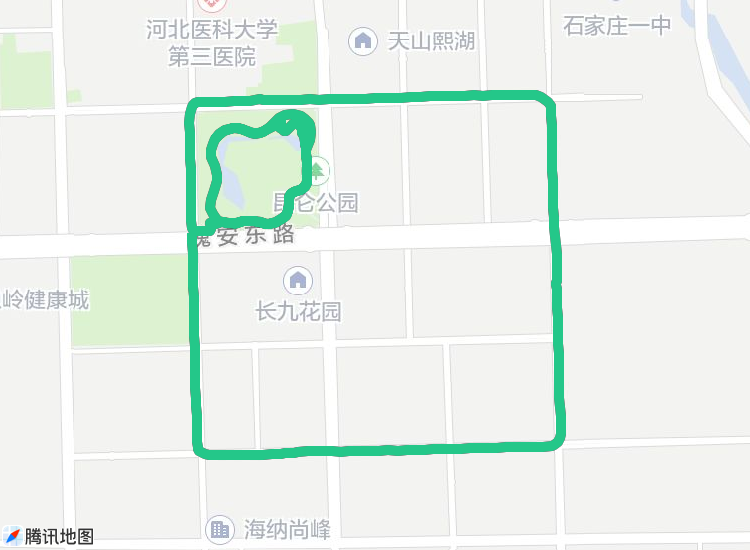 河北医科大学
第三医院
天山熙湖
石家庄一中
昆仑公园
槐安东路
岭健康城
长九花园
海纳尚峰
腾讯地图